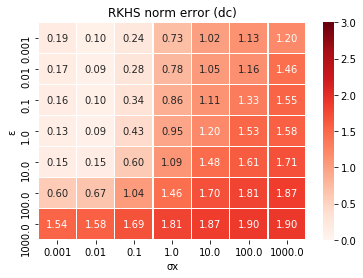 RKHS norm error (dc)
0.001 0.19 0.10 0.24 0.73 1.02 1.13 1.20
0.01 0.17 0.09 0.28 0.78 1.05 1.16 1.46
0.1 0.16 0.10 0.34 0.86 1.11 1.33 1.55
1.0 0.13 0.09 0.43 0.95 1.20 1.53 1.58
10.0 0.15 0.15 0.60 1.09 1.48 1.61 1.71
100.0 0.60 0.67 1.04 1.46 1.70 1.81 1.87
1000.0 1.54 1.58 1.69 1.81 1.87 1.90 1.90
0.001 0.01 0.1 1.0 10.0 100.0 1000.0
σx
ε
3.0
2.5
2.0
1.5
1.0
0.5
0.0